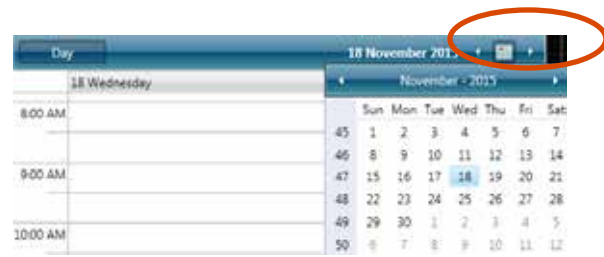 Day
18 November 2015
18 Wednesday
November - 2015
Sun Mon Tue Wed Thu Fri Sat
8:00 AM
45 1 2 3 4 5 6 7
46 8 9 10 11 12 13 14
9:00 AM
47 15 16 17 18 19 20 21
48 22 23 24 25 26 27 28
49 29 30 1 2 3 4 5
10:00 AM
50 6 7 8 9 10 11 12